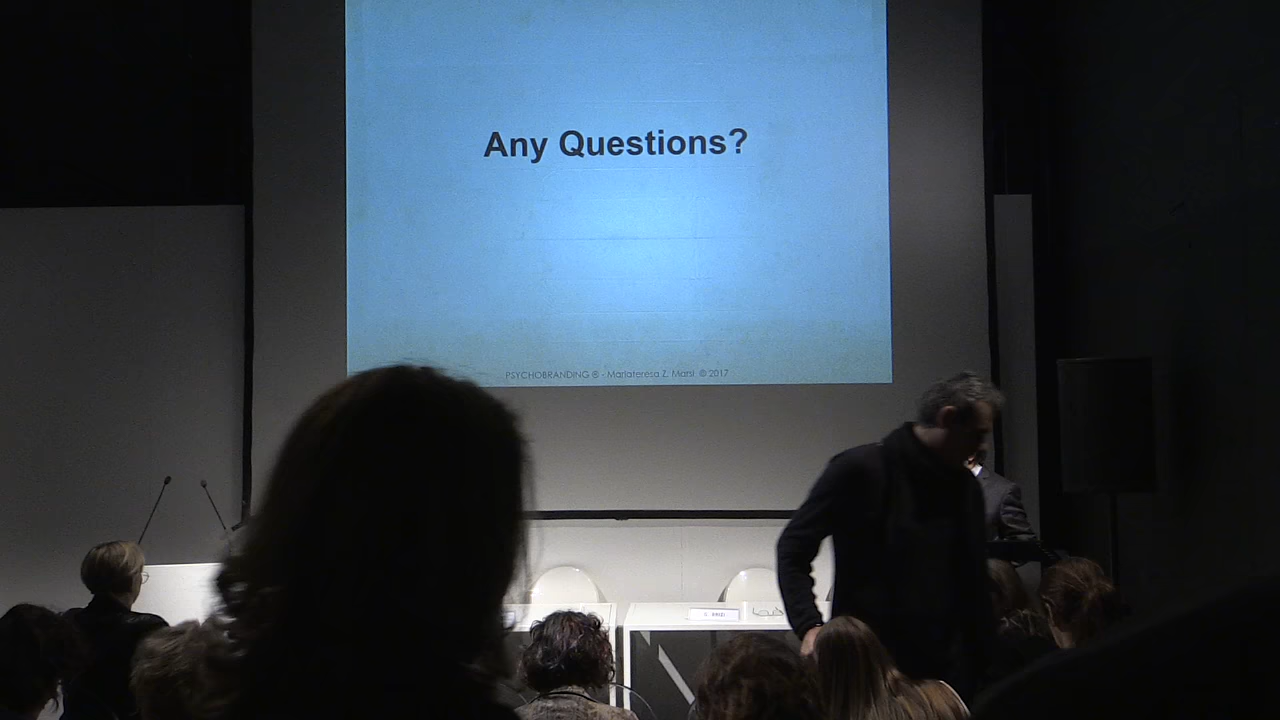 Any Questions?
PSYCHOBRANDING ® - Mariateresa Z. Marsi © 2017